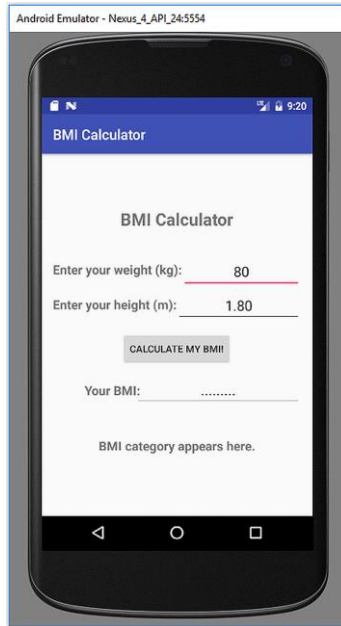 Android Emulator - Nexus_4_API_24:5554
9:20
BMI Calculator
BMI Calculator
Enter your weight (kg): 80
Enter your height (m): 1.80
CALCULATE MY BMI!
Your BMI: .........
BMI category appears here.